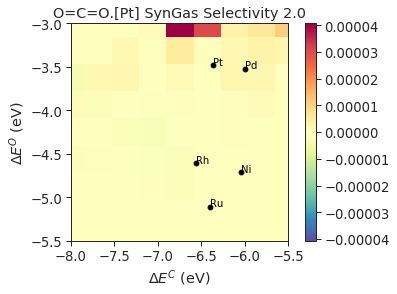 O=C=O.[Pt] SynGas Selectivity 2.0
−3.0
−3.5
−4.0
−4.5
−5.0
−5.5
ΔE^O (eV)
Pt
Pd
Rh
Ni
Ru
−8.0 −7.5 −7.0 −6.5 −6.0 −5.5
ΔE^C (eV)
0.00004
0.00003
0.00002
0.00001
0.00000
−0.00001
−0.00002
−0.00003
−0.00004